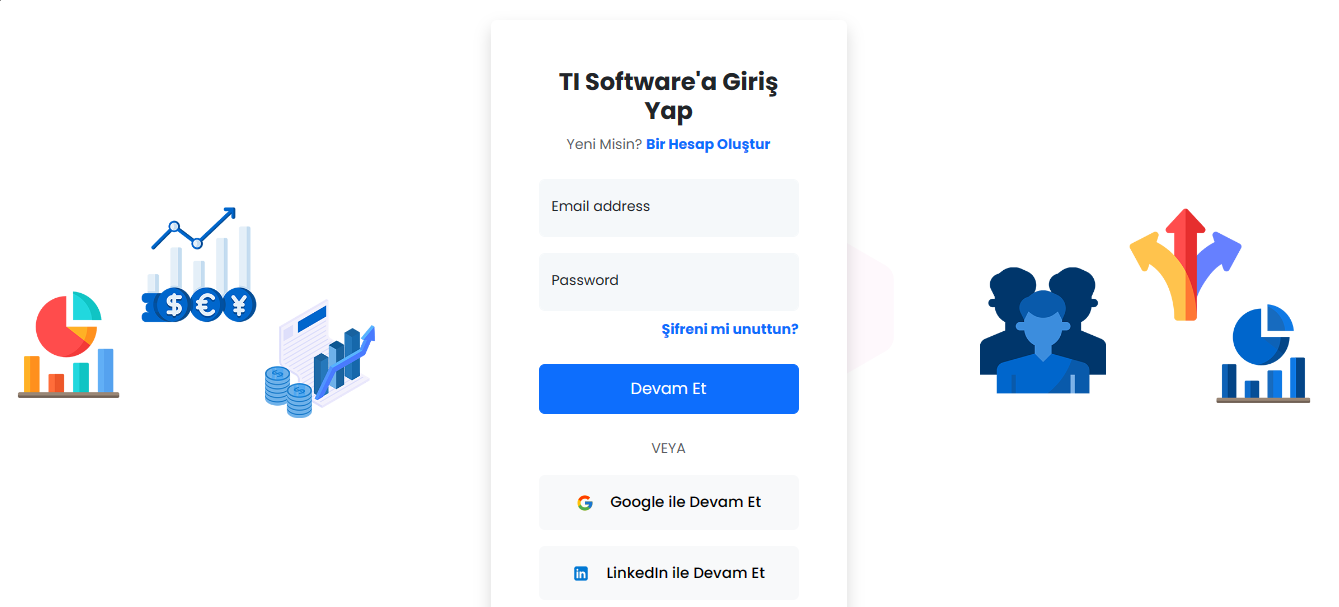 TI Software'a Giriş
Yap
Yeni Misin? Bir Hesap Oluştur
Email address
Password
Şifreni mi unuttun?
Devam Et
VEYA
Google ile Devam Et
LinkedIn ile Devam Et
$ € ¥